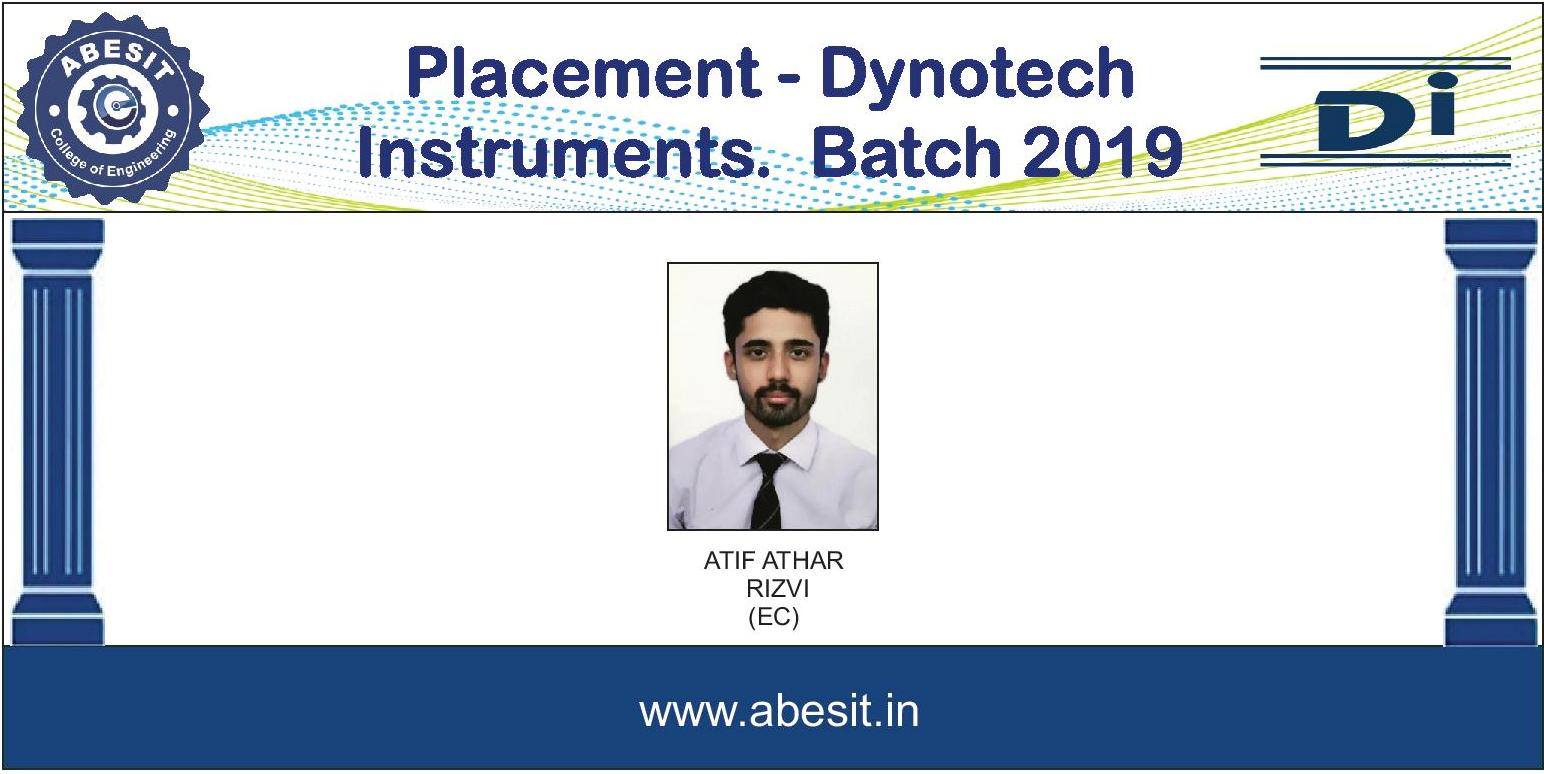 ABESIT
College of Engineering
Placement - Dynotech
Instruments. Batch 2019
Di
ATIF ATHAR
RIZVI
(EC)
www.abesit.in